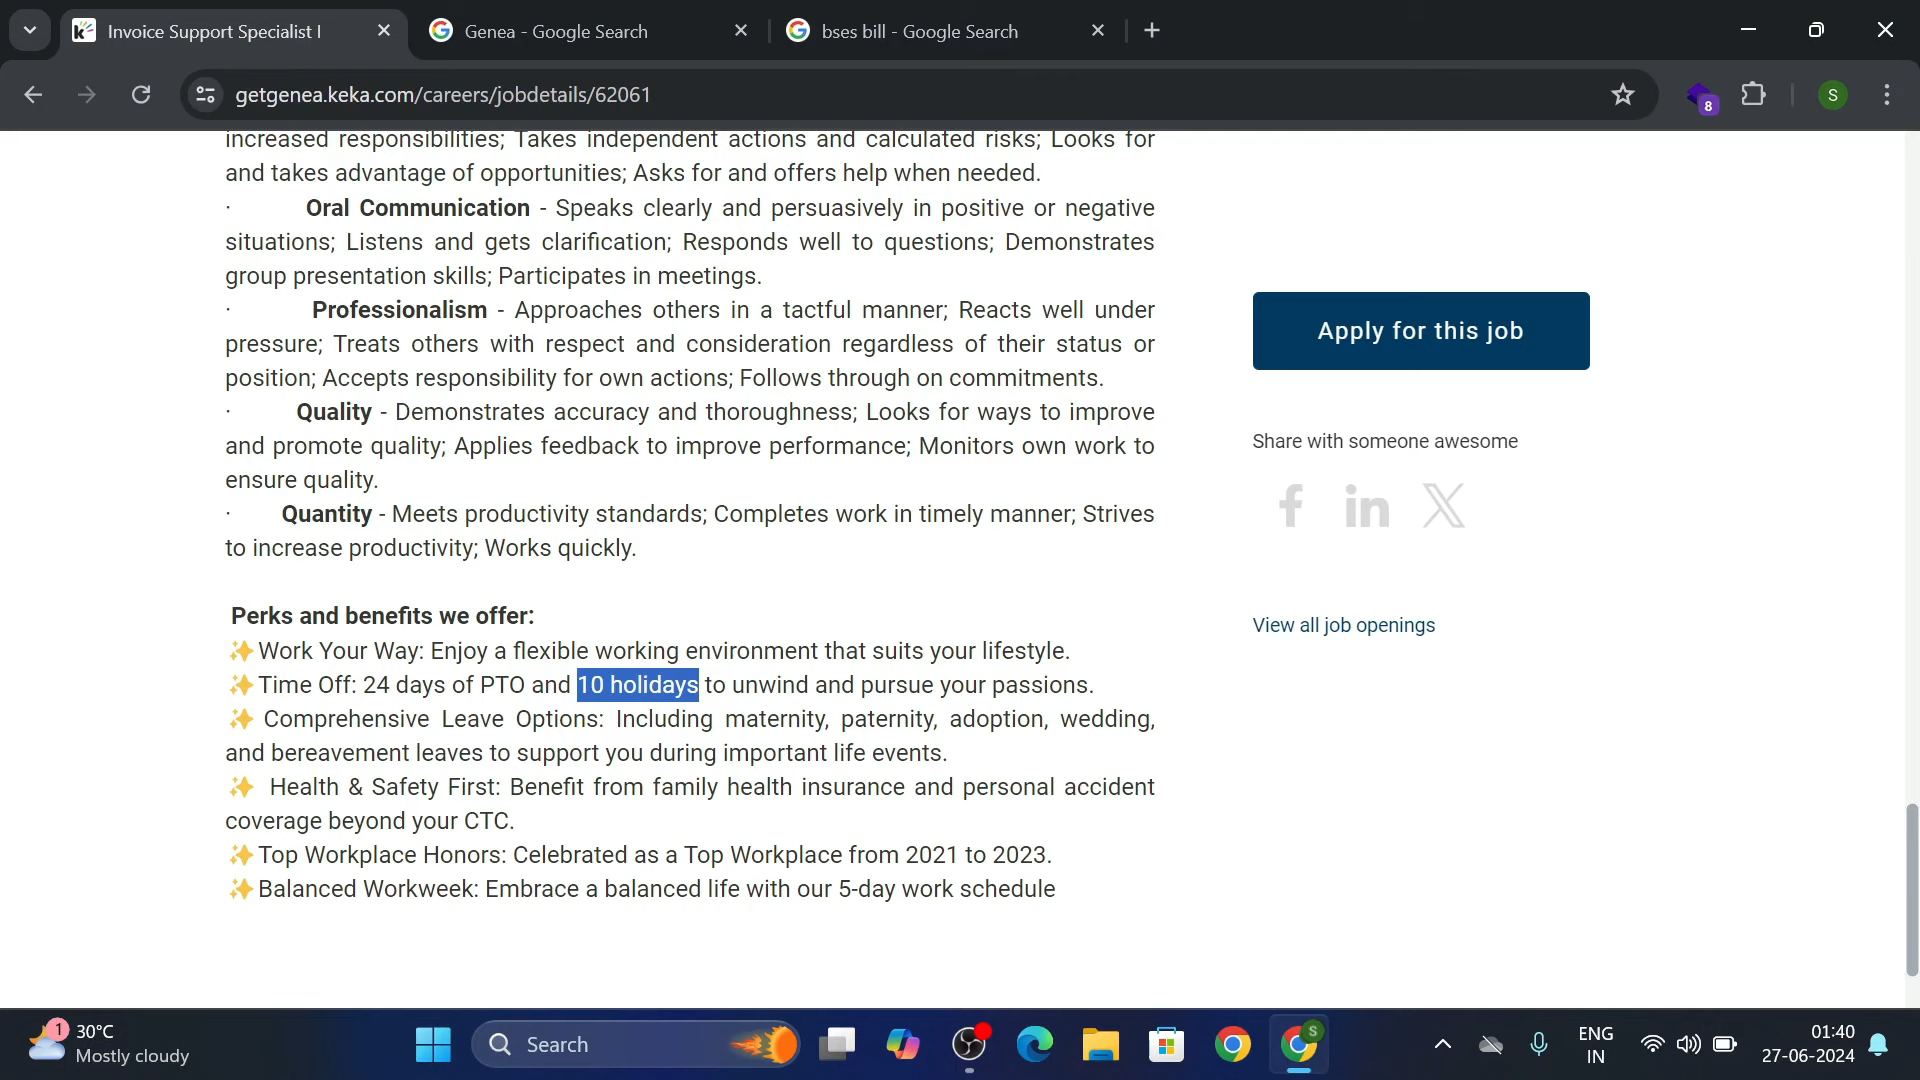 Invoice Support Specialist I
Genea - Google Search
bses bill - Google Search
getgenea.keka.com/careers/jobdetails/62061
8
S
increased responsibilities; Takes independent actions and calculated risks; Looks for
and takes advantage of opportunities; Asks for and offers help when needed.
· Oral Communication - Speaks clearly and persuasively in positive or negative
situations; Listens and gets clarification; Responds well to questions; Demonstrates
group presentation skills; Participates in meetings.
· Professionalism - Approaches others in a tactful manner; Reacts well under
pressure; Treats others with respect and consideration regardless of their status or
position; Accepts responsibility for own actions; Follows through on commitments.
· Quality - Demonstrates accuracy and thoroughness; Looks for ways to improve
and promote quality; Applies feedback to improve performance; Monitors own work to
ensure quality.
· Quantity - Meets productivity standards; Completes work in timely manner; Strives
to increase productivity; Works quickly.
Perks and benefits we offer:
✨Work Your Way: Enjoy a flexible working environment that suits your lifestyle.
✨Time Off: 24 days of PTO and 10 holidays to unwind and pursue your passions.
✨ Comprehensive Leave Options: Including maternity, paternity, adoption, wedding,
and bereavement leaves to support you during important life events.
✨ Health & Safety First: Benefit from family health insurance and personal accident
coverage beyond your CTC.
✨Top Workplace Honors: Celebrated as a Top Workplace from 2021 to 2023.
✨Balanced Workweek: Embrace a balanced life with our 5-day work schedule
Apply for this job
Share with someone awesome
View all job openings
1
30°C
Mostly cloudy
Search
S
ENG
IN
01:40
27-06-2024